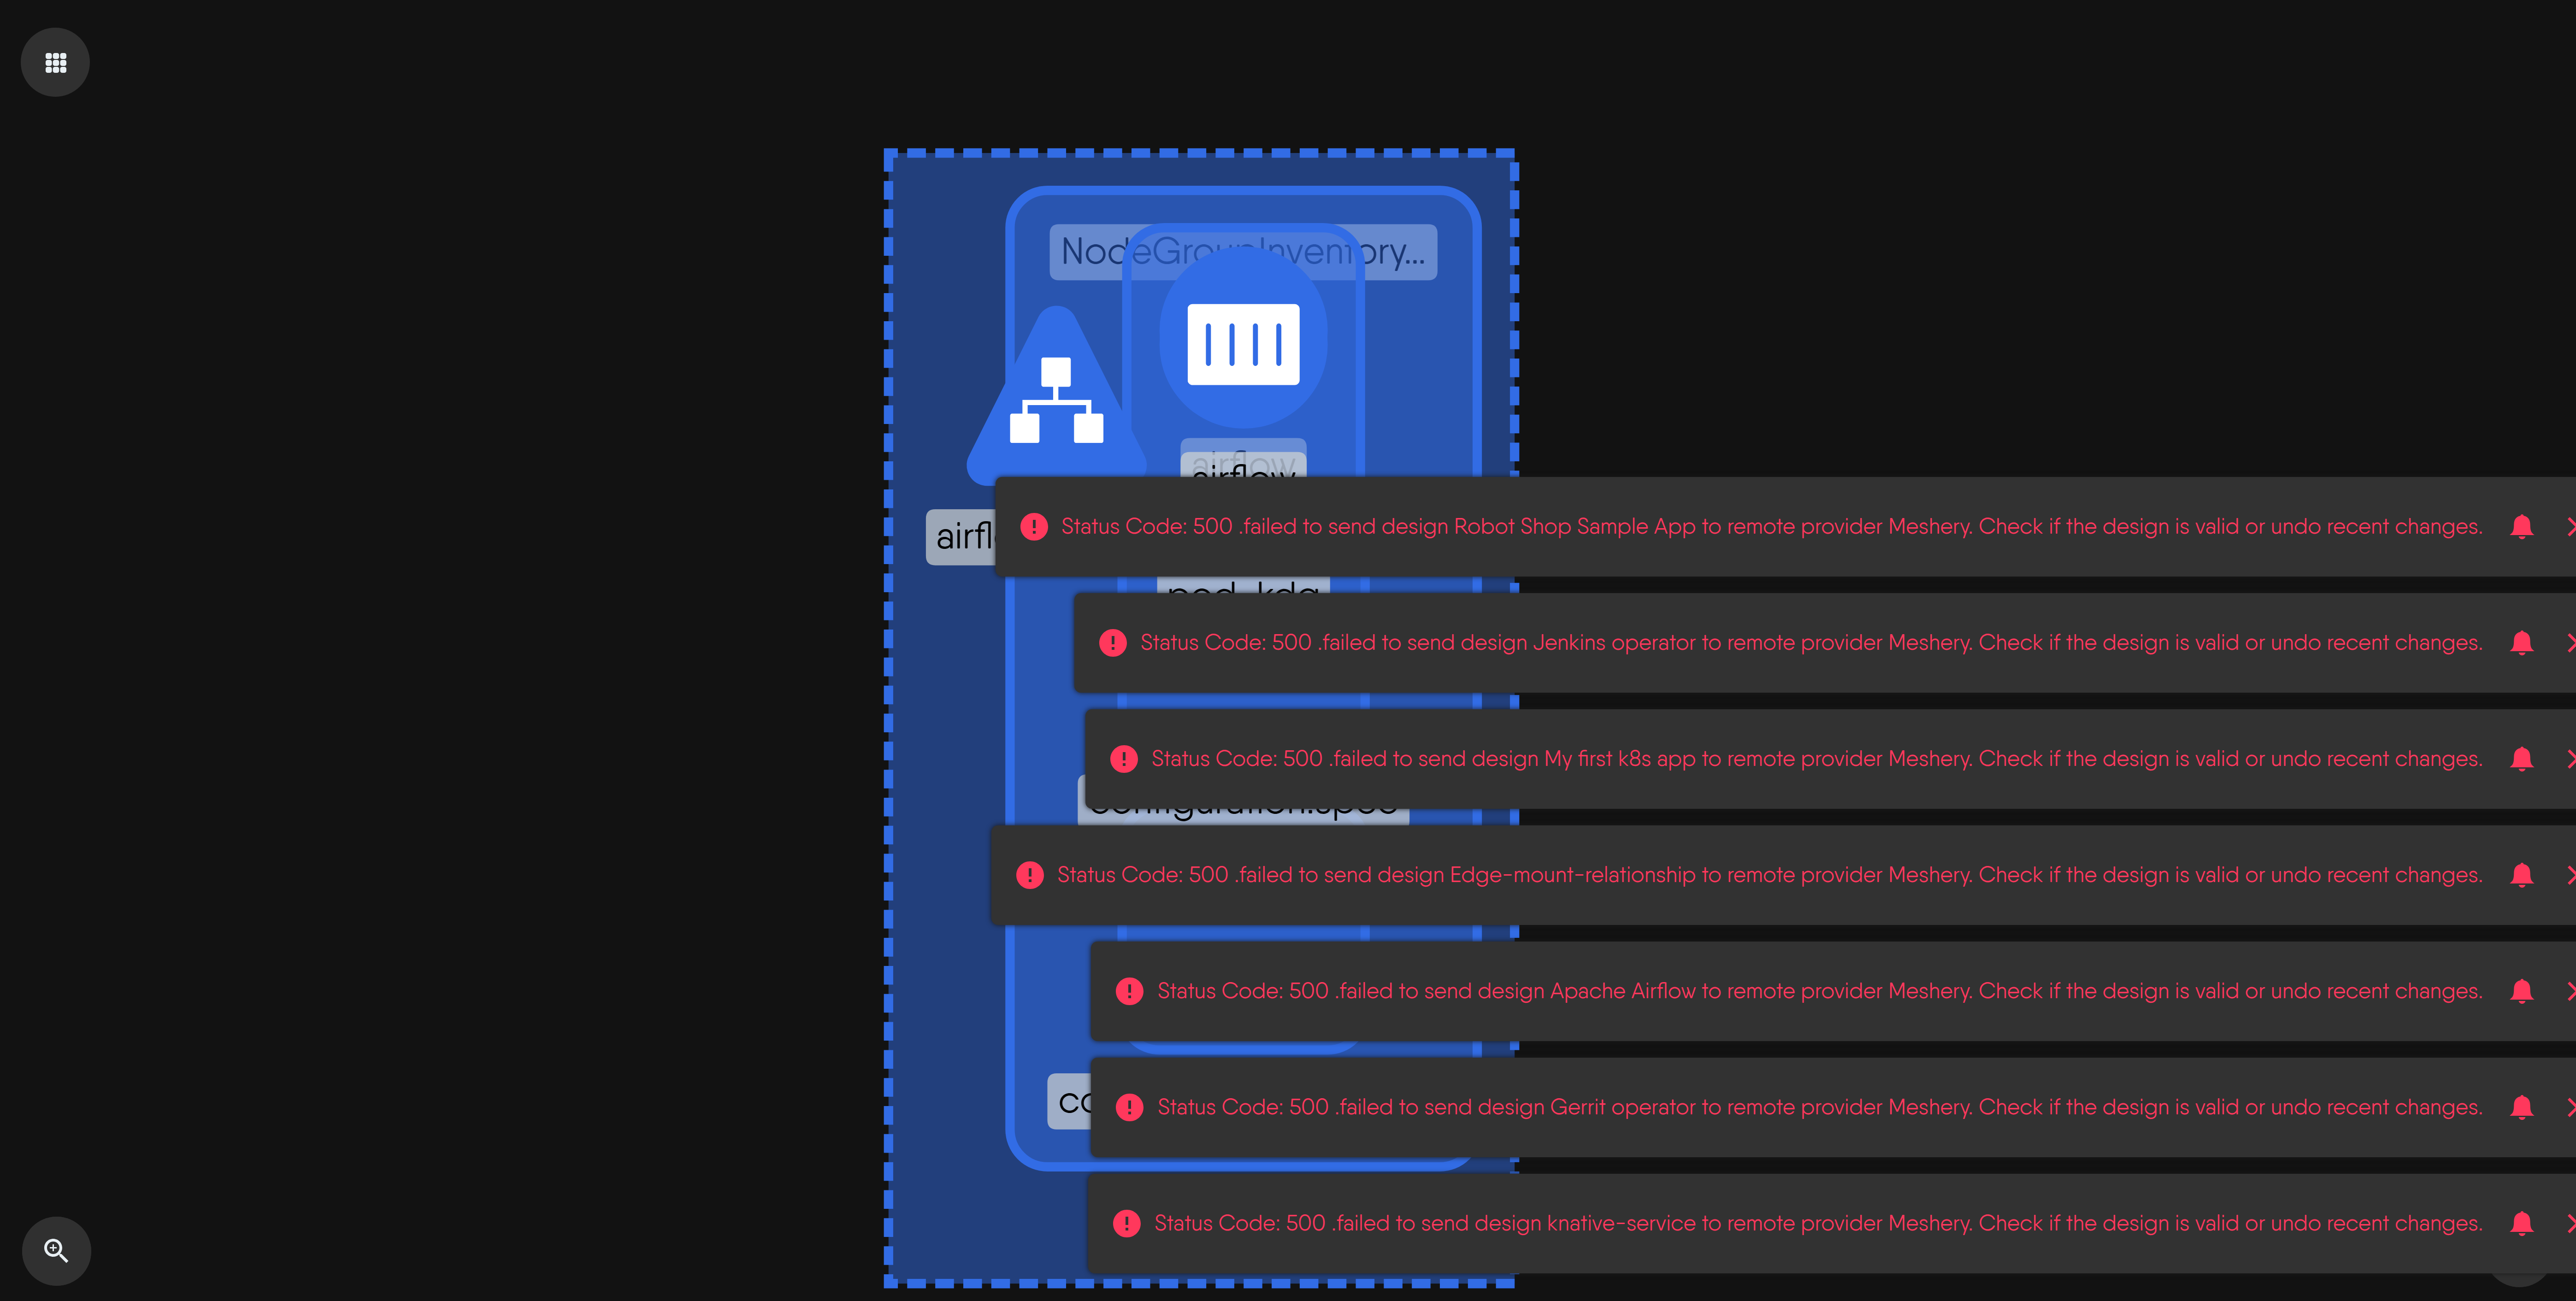 NodeGroupInventory...
airflow
airflow
Status Code: 500 .failed to send design Robot Shop Sample App to remote provider Meshery. Check if the design is valid or undo recent changes.
Status Code: 500 .failed to send design Jenkins operator to remote provider Meshery. Check if the design is valid or undo recent changes.
Status Code: 500 .failed to send design My first k8s app to remote provider Meshery. Check if the design is valid or undo recent changes.
Status Code: 500 .failed to send design Edge-mount-relationship to remote provider Meshery. Check if the design is valid or undo recent changes.
Status Code: 500 .failed to send design Apache Airflow to remote provider Meshery. Check if the design is valid or undo recent changes.
Status Code: 500 .failed to send design Gerrit operator to remote provider Meshery. Check if the design is valid or undo recent changes.
Status Code: 500 .failed to send design knative-service to remote provider Meshery. Check if the design is valid or undo recent changes.